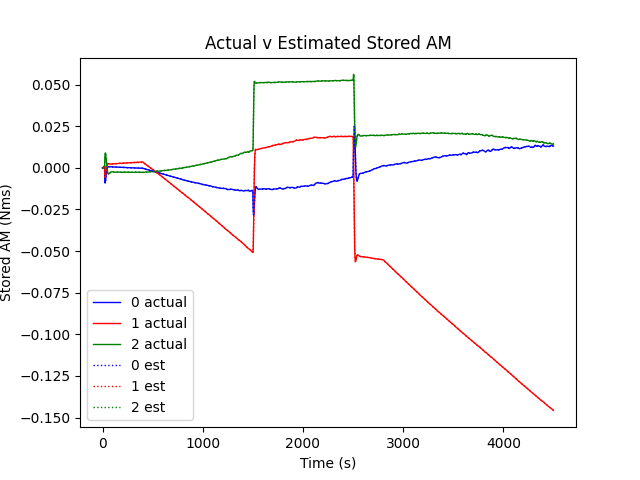 Actual v Estimated Stored AM
Stored AM (Nms)
0.050
0.025
0.000
−0.025
−0.050
−0.075
−0.100
−0.125
−0.150
0 actual
1 actual
2 actual
0 est
1 est
2 est
0
1000
2000
3000
4000
Time (s)